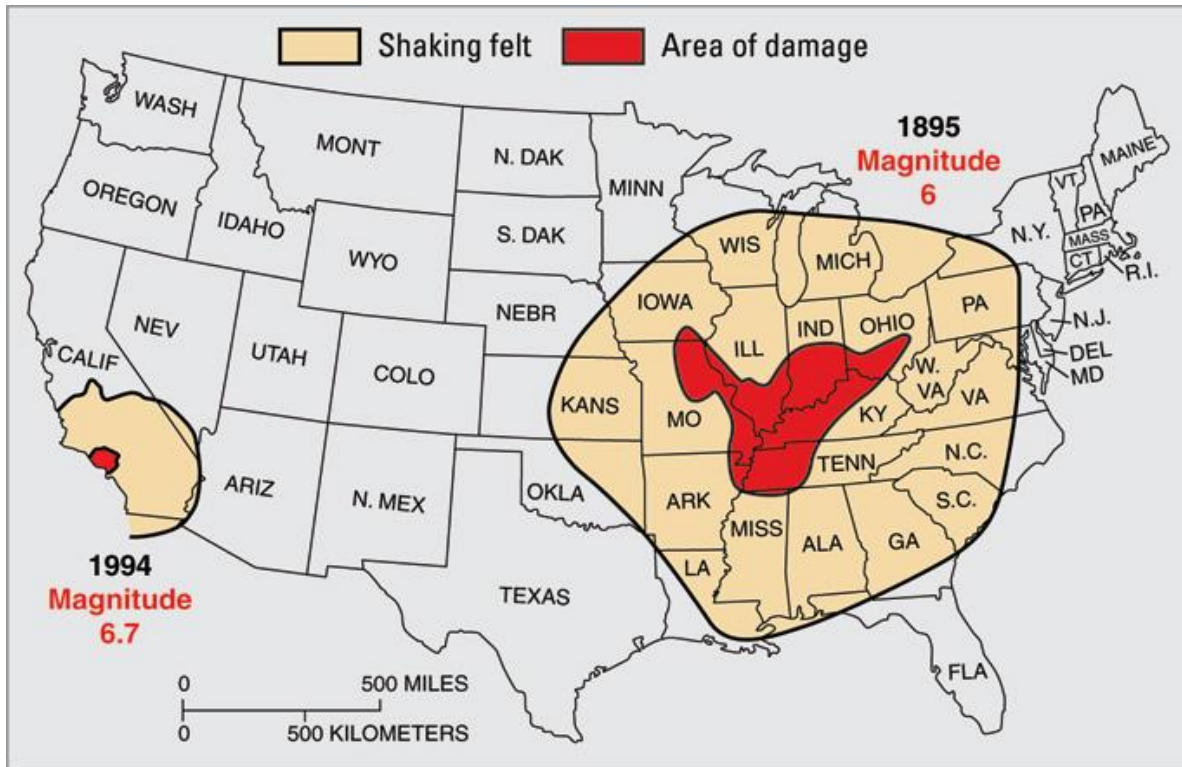 Shaking felt
Area of damage
WASH
MONT
N. DAK
MINN
1895
Magnitude
6
MAINE
VT
PA
OREGON
IDAHO
S. DAK
WIS
MICH
N.Y.
MASS
CT
R.I.
WYO
NEBR
IOWA
IND
OHIO
PA
N.J.
NEV
UTAH
COLO
ILL
DEL
MD
CALIF
KANS
MO
KY
W.
VA
VA
ARIZ
N. MEX
OKLA
ARK
TENN
N.C.
S.C.
MISS
ALA
GA
LA
1994
Magnitude
6.7
TEXAS
FLA
0
500 MILES
0
500 KILOMETERS